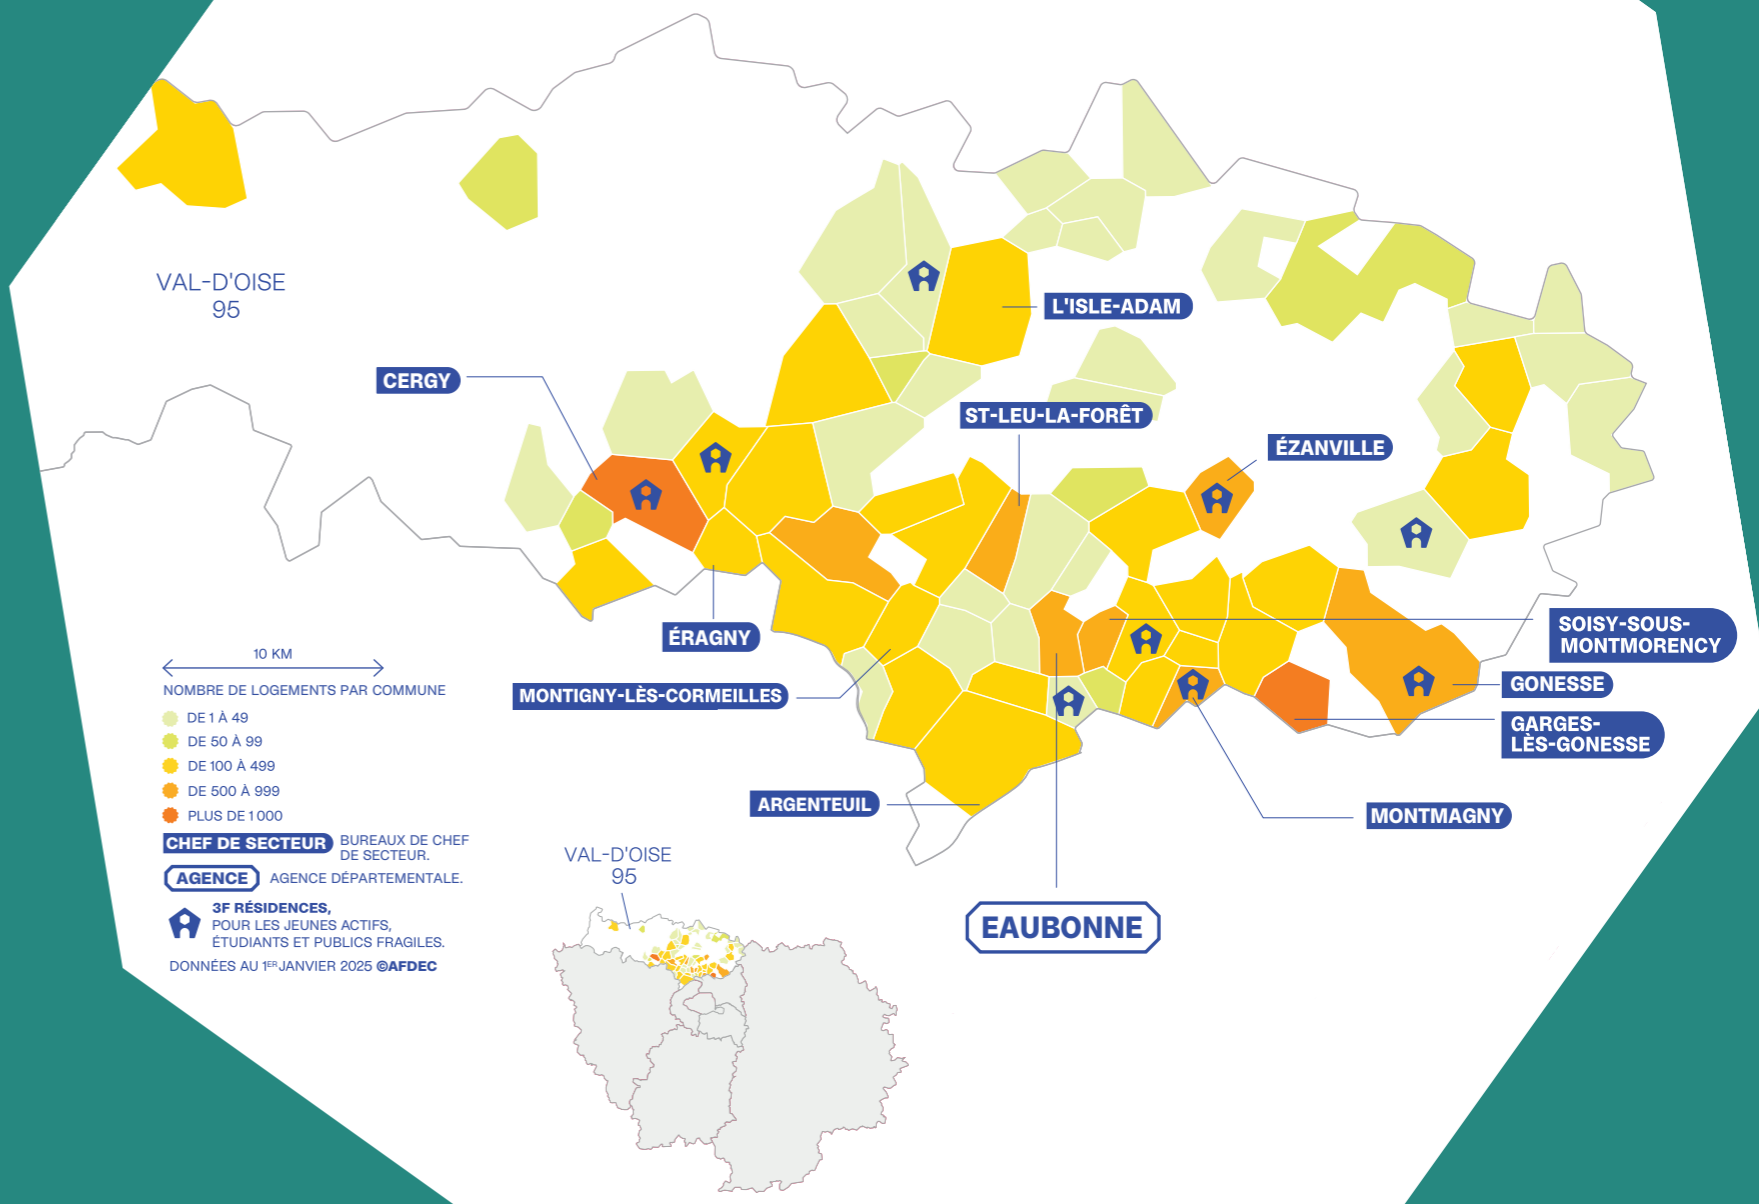 VAL-D'OISE
95
L'ISLE-ADAM
CERGY
ST-LEU-LA-FORÊT
ÉZANVILLE
ÉRAGNY
SOISY-SOUS-
MONTMORENCY
MONTIGNY-LÈS-CORMEILLES
GONESSE
GARGES-
LÈS-GONESSE
ARGENTEUIL
MONTMAGNY
EAUBONNE
10 KM
NOMBRE DE LOGEMENTS PAR COMMUNE
DE 1 À 49
DE 50 À 99
DE 100 À 499
DE 500 À 999
PLUS DE 1 000
CHEF DE SECTEUR BUREAUX DE CHEF
DE SECTEUR.
AGENCE AGENCE DÉPARTEMENTALE.
3F RÉSIDENCES,
POUR LES JEUNES ACTIFS,
ÉTUDIANTS ET PUBLICS FRAGILES.
DONNÉES AU 1ER JANVIER 2025 ©AFDEC
VAL-D'OISE
95